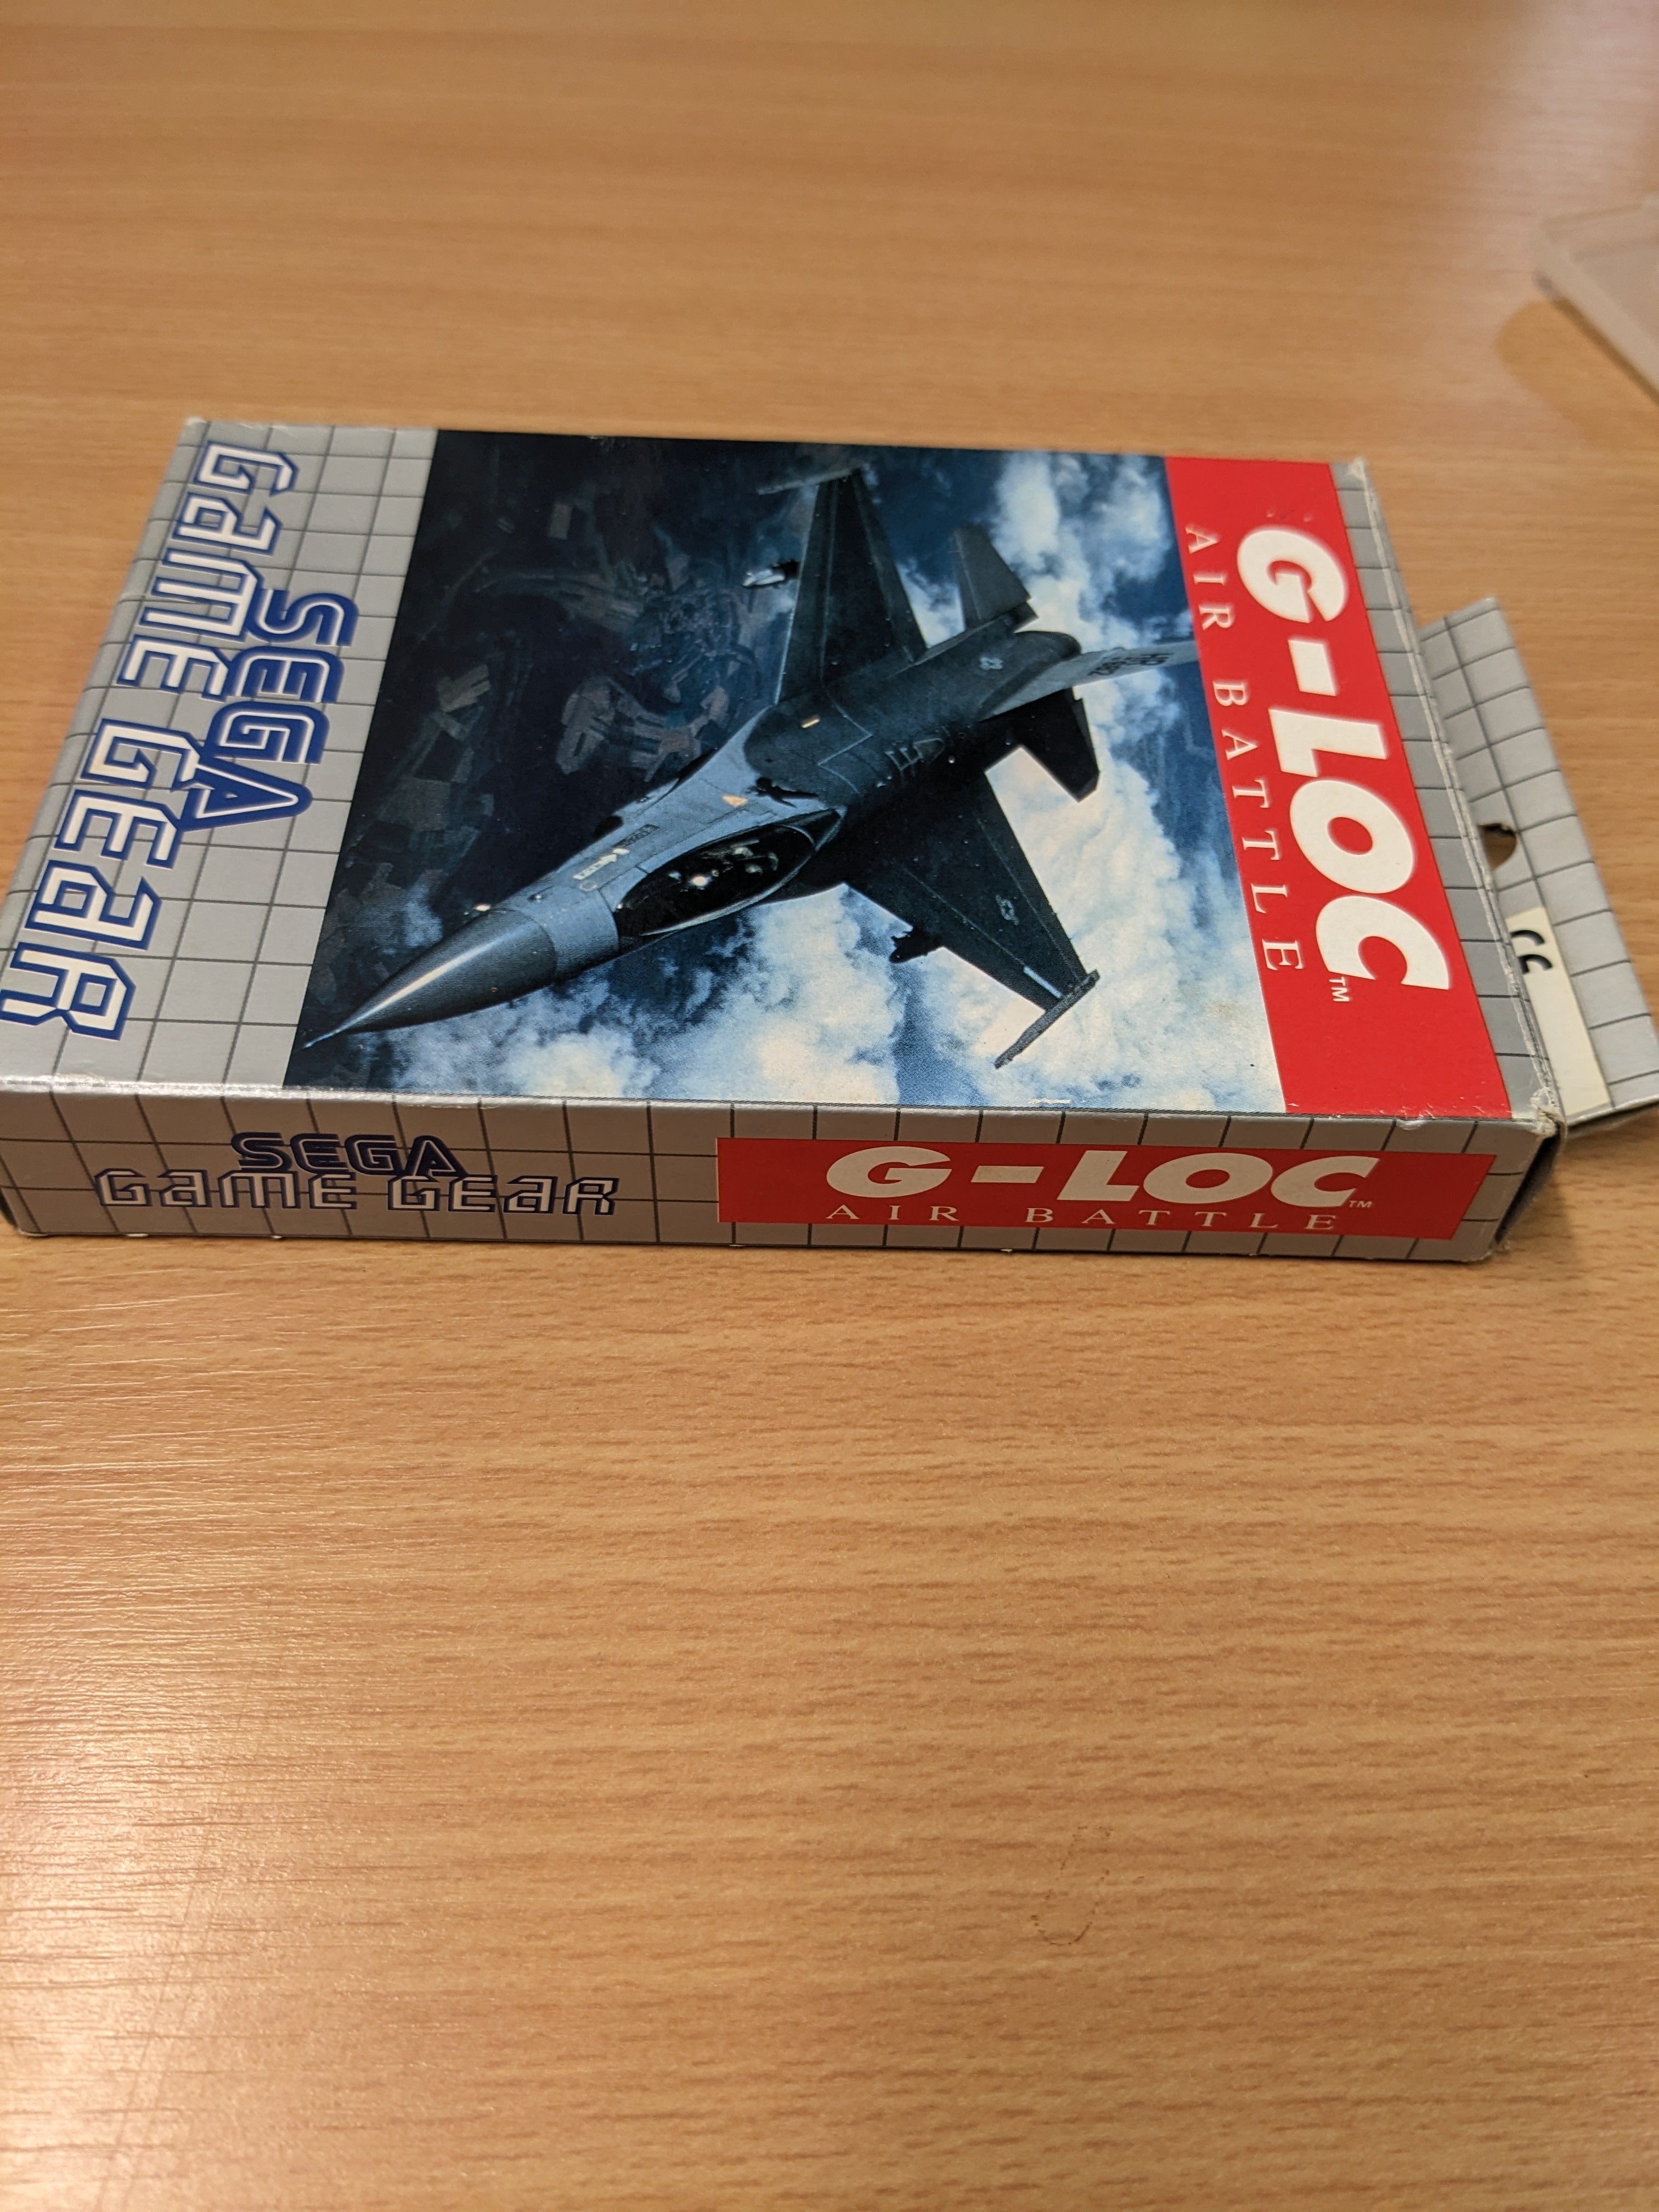 G-LOC™
AIR BATTLE
SEGA
GAME GEAR
SEGA
GAME GEAR
G-LOC™
AIR BATTLE